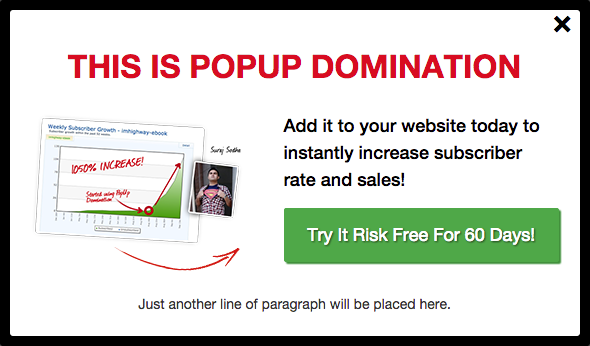 THIS IS POPUP DOMINATION
Weekly Subscriber Growth - imhighway-ebook
1050% INCREASE!
Started using PopUp
Domination
Add it to your website today to
instantly increase subscriber
rate and sales!
Try It Risk Free For 60 Days!
Just another line of paragraph will be placed here.